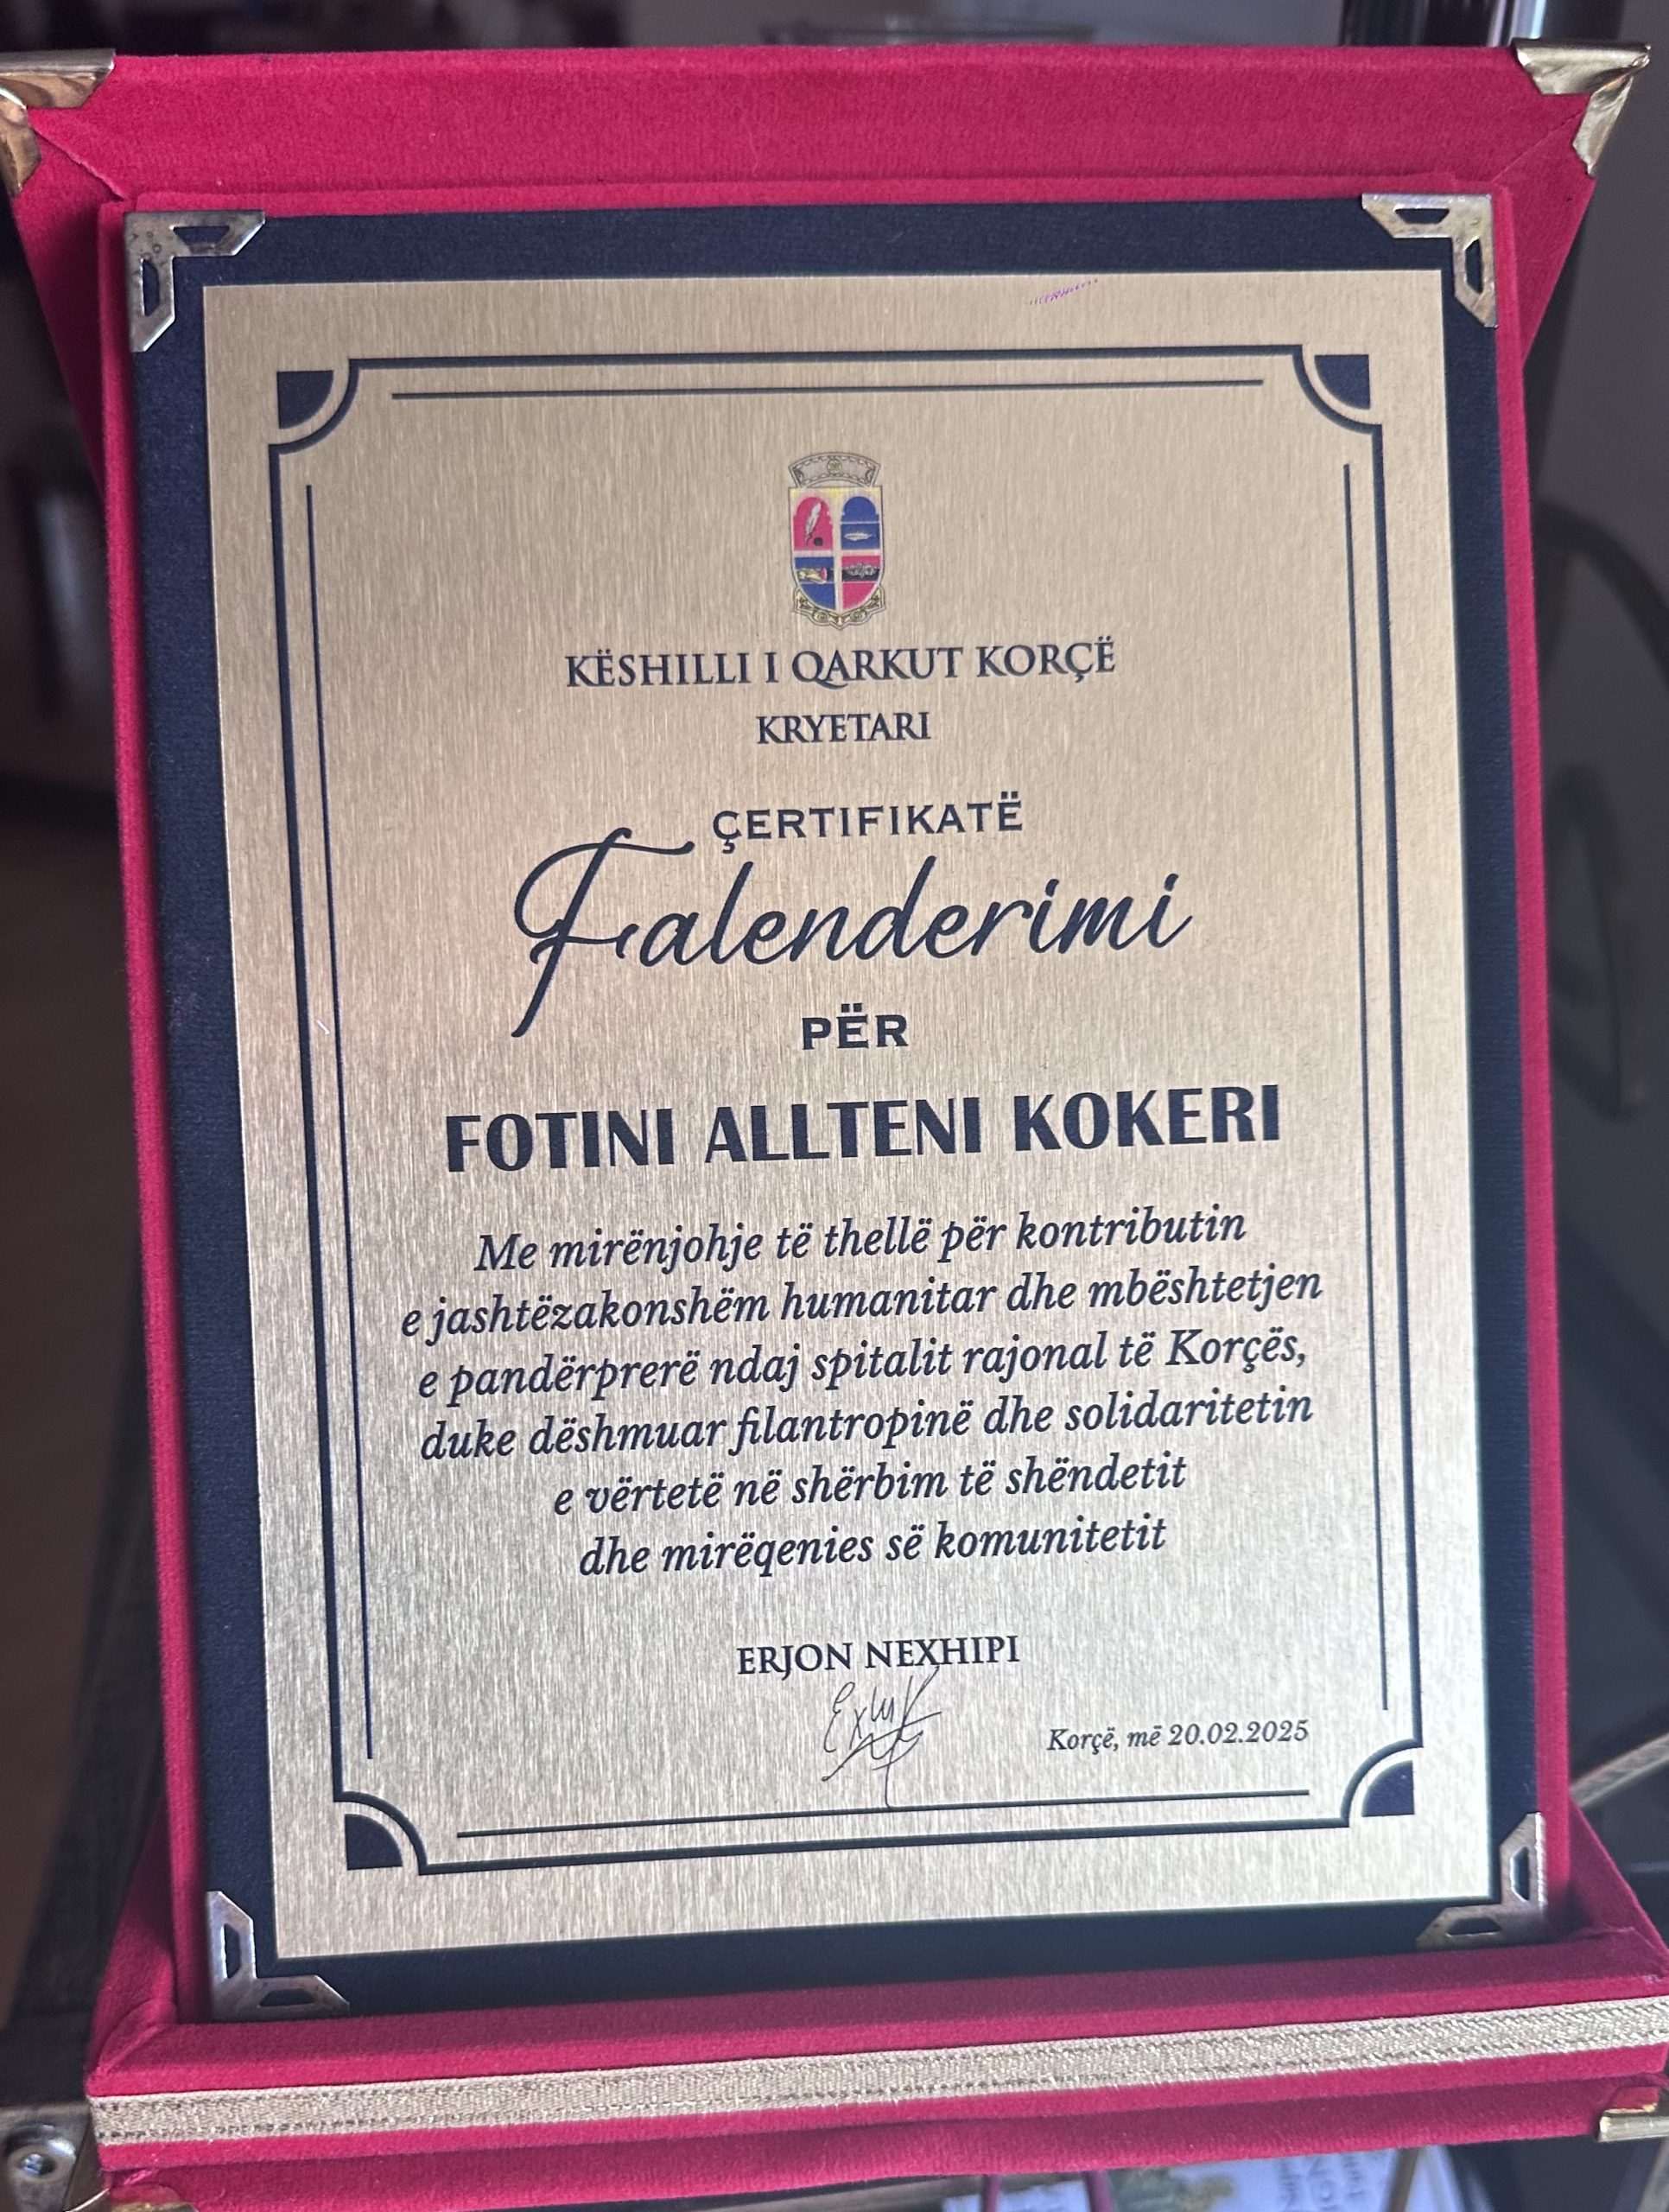 KËSHILLI I QARKUT KORÇË
KRYETARI
ÇERTIFIKATË
Falenderimi
PËR
FOTINI ALLTENI KOKERI
Me mirënjohje të thellë për kontributin
e jashtëzakonshëm humanitar dhe mbështetjen
e pandërprerë ndaj spitalit rajonal të Korçës,
duke dëshmuar filantropinë dhe solidaritetin
e vërtetë në shërbim të shëndetit
dhe mirëqenies së komunitetit
ERJON NEXHIPI
Korçë, më 20.02.2025